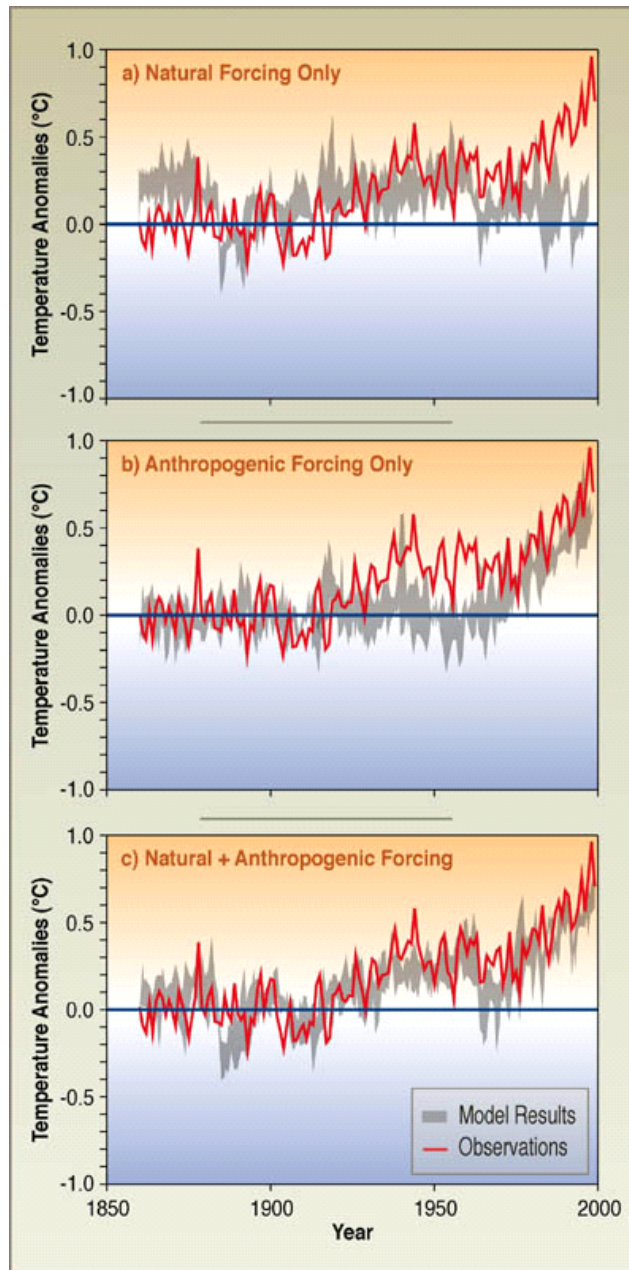 a) Natural Forcing Only
1.0
0.5
0.0
-0.5
-1.0
Temperature Anomalies (°C)
b) Anthropogenic Forcing Only
1.0
0.5
0.0
-0.5
-1.0
Temperature Anomalies (°C)
c) Natural + Anthropogenic Forcing
1.0
0.5
0.0
-0.5
-1.0
Temperature Anomalies (°C)
Model Results
Observations
1850 1900 1950 2000
Year